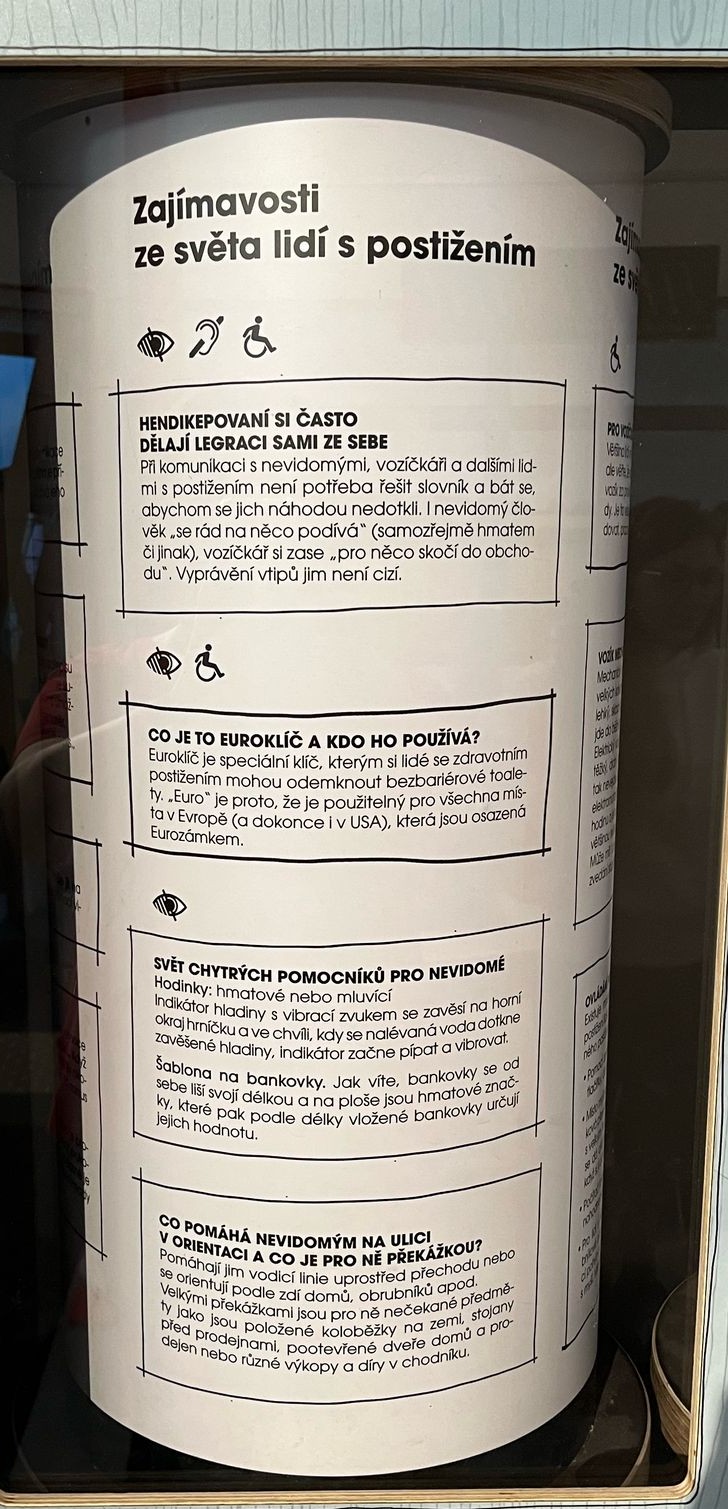 Zajímavosti
ze světa lidí s postižením
HENDIKEPOVANÍ SI ČASTO
DĚLAJÍ LEGRACI SAMI ZE SEBE
Při komunikaci s nevidomými, vozíčkáři a dalšími lid-
mi s postižením není potřeba řešit slovník a bát se,
abychom se jich náhodou nedotkli. I nevidomý člo-
věk „se rád na něco podívá“ (samozřejmě hmatem
či jinak), vozíčkář si zase „pro něco skočí do obcho-
du“. Vyprávění vtipů jim není cizí.
CO JE TO EUROKLÍČ A KDO HO POUŽÍVÁ?
Euroklíč je speciální klíč, kterým si lidé se zdravotním
postižením mohou odemknout bezbariérové toale-
ty. „Euro“ je proto, že je použitelný pro všechna mís-
ta v Evropě (a dokonce i v USA), která jsou osazená
Eurozámkem.
SVĚT CHYTRÝCH POMOCNÍKŮ PRO NEVIDOMÉ
Hodinky: hmatové nebo mluvící
Indikátor hladiny s vibrací zvukem se zavěsí na horní
okraj hrníčku a ve chvíli, kdy se nalévaná voda dotkne
zavěšené hladiny, indikátor začne pípat a vibrovat.
Šablona na bankovky. Jak víte, bankovky se od
sebe liší svojí délkou a na ploše jsou hmatové znač-
ky, které pak podle délky vložené bankovky určují
jejich hodnotu.
CO POMÁHÁ NEVIDOMÝM NA ULICI
V ORIENTACI A CO JE PRO NĚ PŘEKÁŽKOU?
Pomáhají jim vodicí linie uprostřed přechodu nebo
se orientují podle zdí domů, obrubníků apod.
Velkými překážkami jsou pro ně nečekané předmě-
ty jako jsou položené koloběžky na zemi, stojany
před prodejnami, pootevřené dveře domů a pro-
dejen nebo různé výkopy a díry v chodníku.